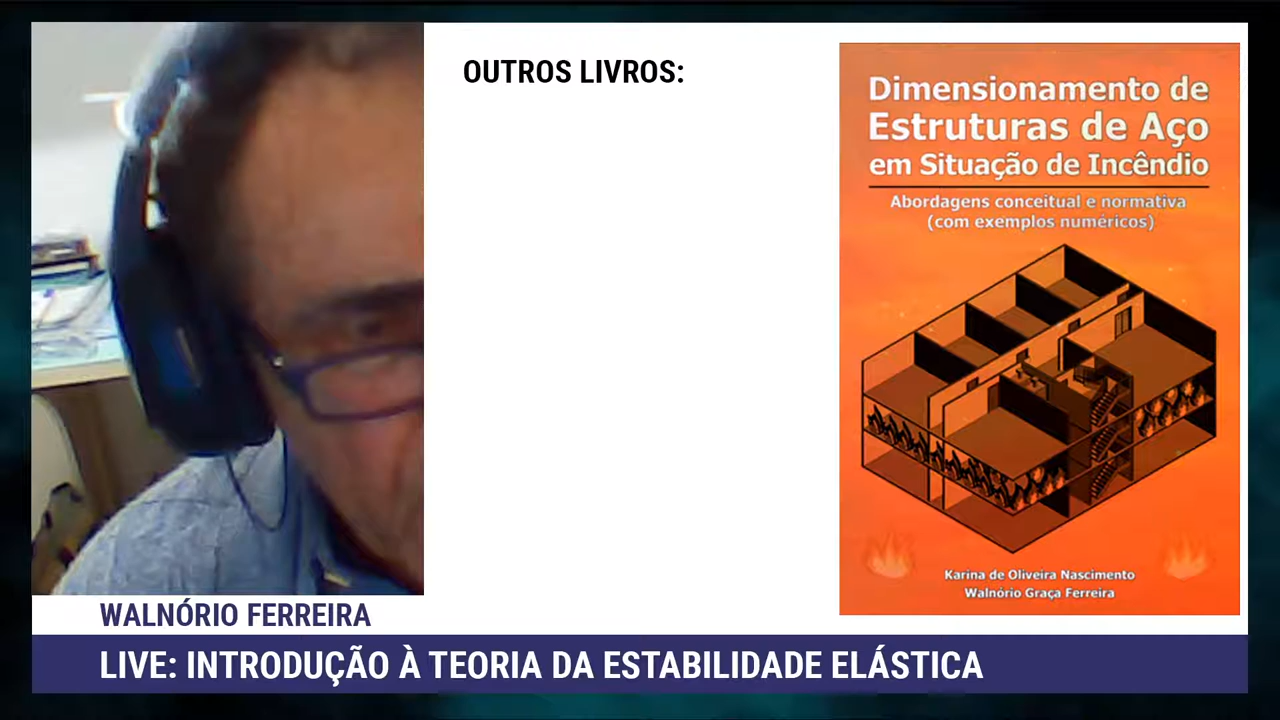 OUTROS LIVROS:
Dimensionamento de
Estruturas de Aço
em Situação de Incêndio
Abordagens conceitual e normativa
(com exemplos numéricos)
Karina de Oliveira Nascimento
Walnório Graça Ferreira
WALNÓRIO FERREIRA
LIVE: INTRODUÇÃO À TEORIA DA ESTABILIDADE ELÁSTICA